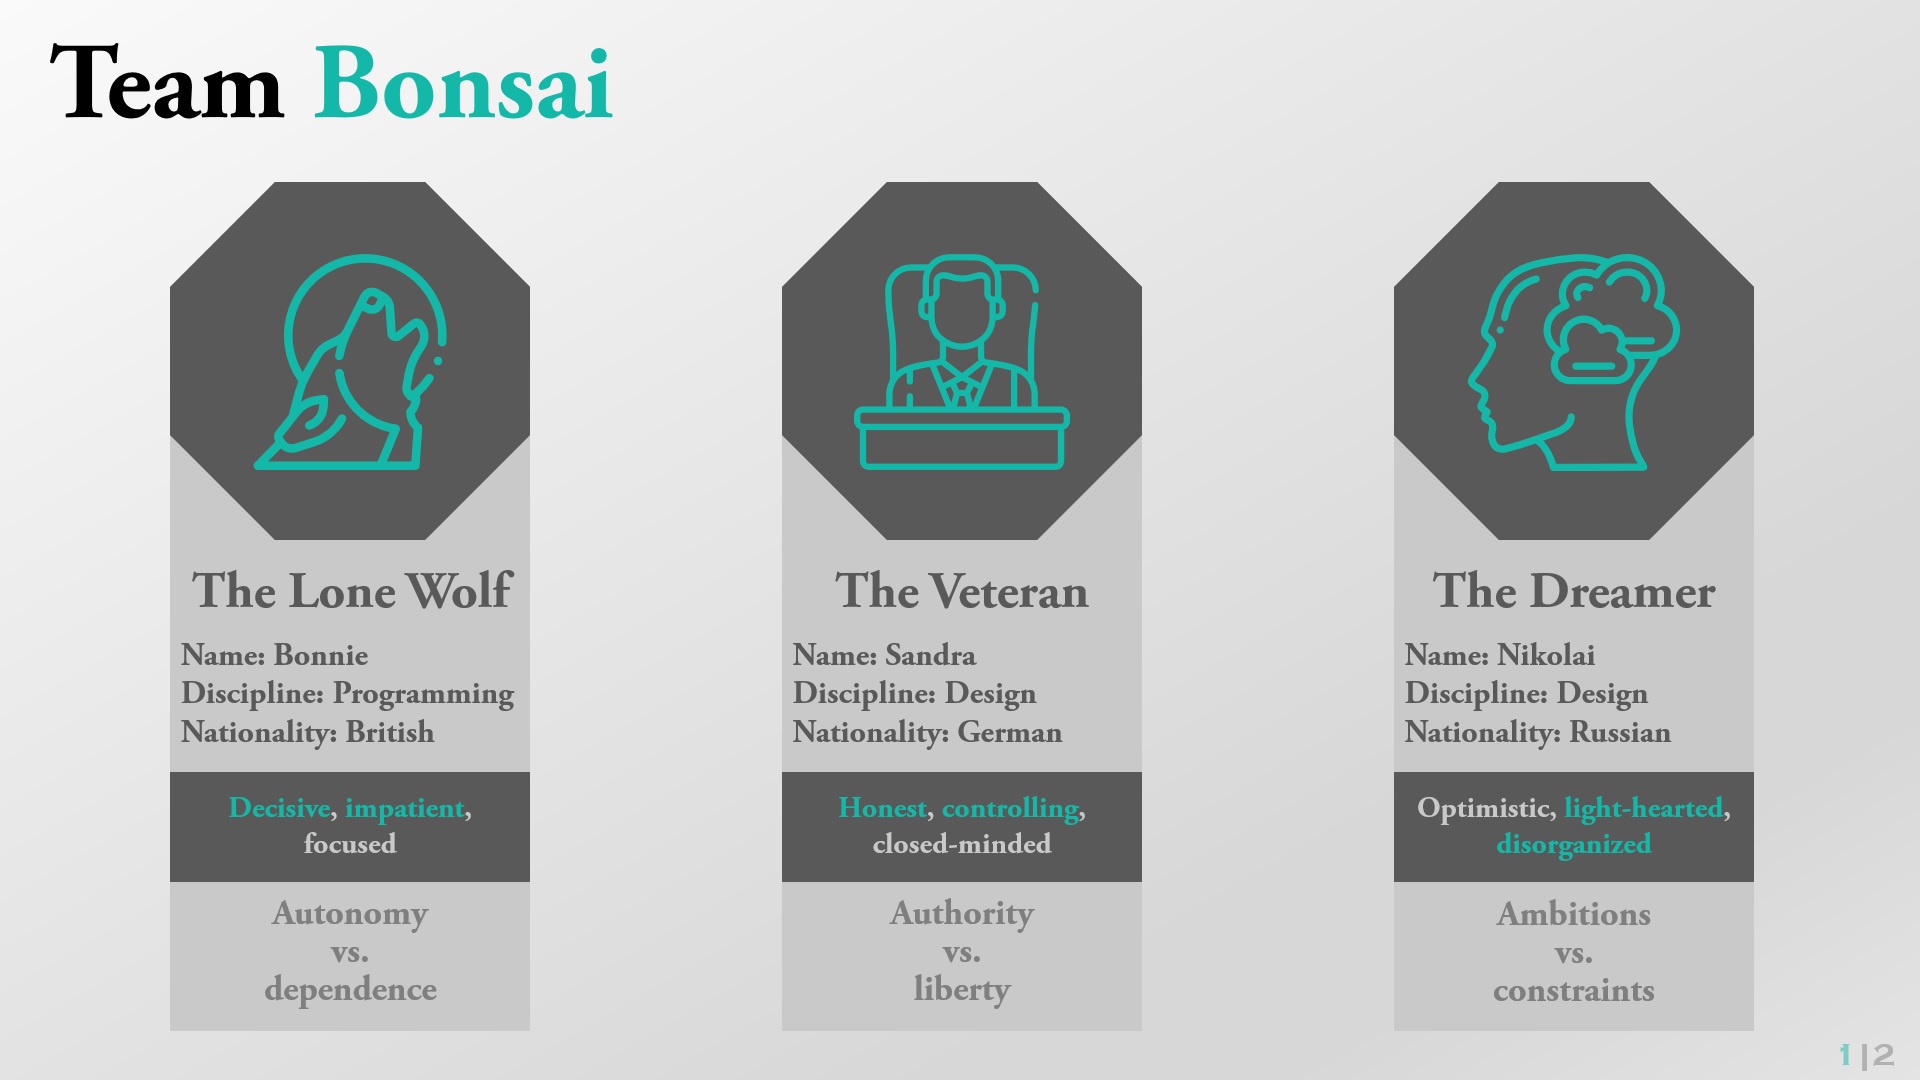 Team Bonsai
The Lone Wolf
Name: Bonnie
Discipline: Programming
Nationality: British
Decisive, impatient,
focused
Autonomy
vs.
dependence
The Veteran
Name: Sandra
Discipline: Design
Nationality: German
Honest, controlling,
closed-minded
Authority
vs.
liberty
The Dreamer
Name: Nikolai
Discipline: Design
Nationality: Russian
Optimistic, light-hearted,
disorganized
Ambitions
vs.
constraints
1|2